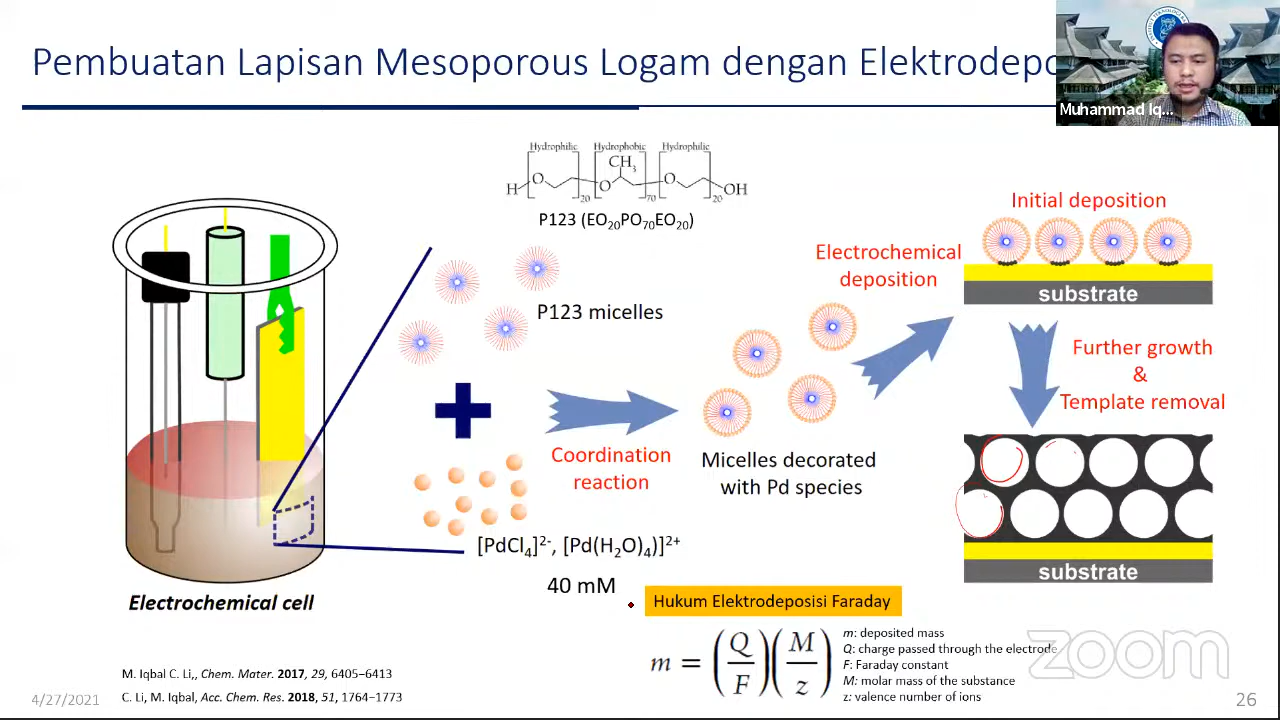 Pembuatan Lapisan Mesoporous Logam dengan Elektrodepo
Muhammad Iq...
Hydrophilic Hydrophobic Hydrophilic
CH₃
H O O O OH
20 70 20
P123 (EO₂₀PO₇₀EO₂₀)
P123 micelles
Coordination
reaction
[PdCl₄]²⁻, [Pd(H₂O)₄)]²⁺
40 mM
Micelles decorated
with Pd species
Electrochemical
deposition
Initial deposition
substrate
Further growth
&
Template removal
substrate
Electrochemical cell
Hukum Elektrodeposisi Faraday
m = (Q/F)(M/z)
m: deposited mass
Q: charge passed through the electrode
F: Faraday constant
M: molar mass of the substance
z: valence number of ions
M. Iqbal C. Li,, Chem. Mater. 2017, 29, 6405–6413
C. Li, M. Iqbal, Acc. Chem. Res. 2018, 51, 1764–1773
4/27/2021
26
zoom